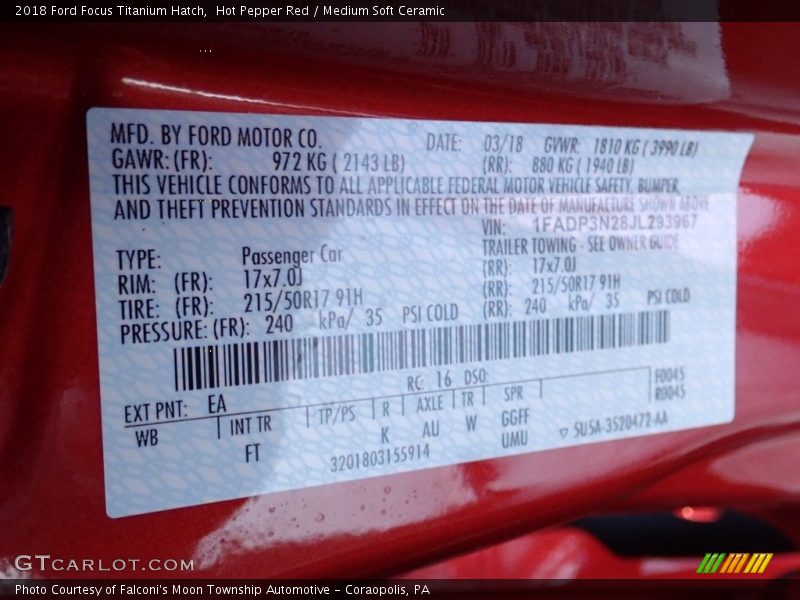 2018 Ford Focus Titanium Hatch,  Hot Pepper Red / Medium Soft Ceramic
...
MFD. BY FORD MOTOR CO. DATE: 03/18 GVWR: 1810 KG ( 3990 LB)
GAWR: (FR): 972 KG ( 2143 LB) (RR): 880 KG ( 1940 LB)
THIS VEHICLE CONFORMS TO ALL APPLICABLE FEDERAL MOTOR VEHICLE SAFETY, BUMPER,
AND THEFT PREVENTION STANDARDS IN EFFECT ON THE DATE OF MANUFACTURE SHOWN ABOVE
VIN: 1FADP3N28JL293967
TYPE: Passenger Car TRAILER TOWING - SEE OWNER GUIDE
RIM: (FR): 17x7.0J (RR): 17x7.0J
TIRE: (FR): 215/50R17 91H (RR): 215/50R17 91H
PRESSURE: (FR): 240 kPa/ 35 PSI COLD (RR): 240 kPa/ 35 PSI COLD
RC: 16 DSO: F0045
EXT PNT: EA R0045
WB INT TR TP/PS R AXLE TR SPR
FT K AU W GGFF
UMU
3201803155914 ▽ 5U5A-3520472-AA
GTCARLOT.COM
Photo Courtesy of Falconi's Moon Township Automotive – Coraopolis, PA